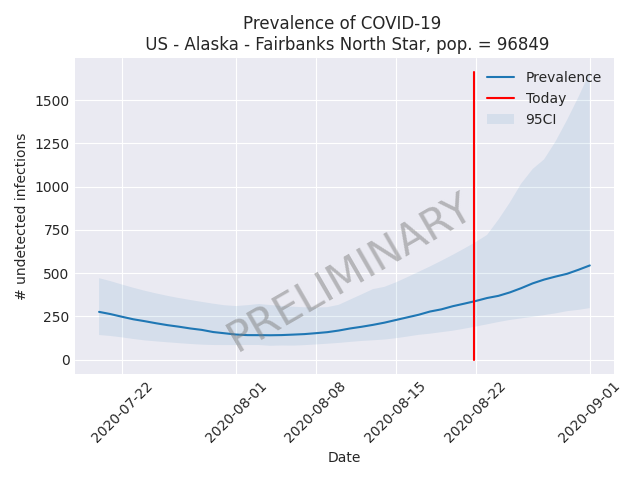 Prevalence of COVID-19
US - Alaska - Fairbanks North Star, pop. = 96849
# undetected infections
1500
1250
1000
750
500
250
0
Prevalence
Today
95CI
PRELIMINARY
2020-07-22
2020-08-01
2020-08-08
2020-08-15
2020-08-22
2020-09-01
Date